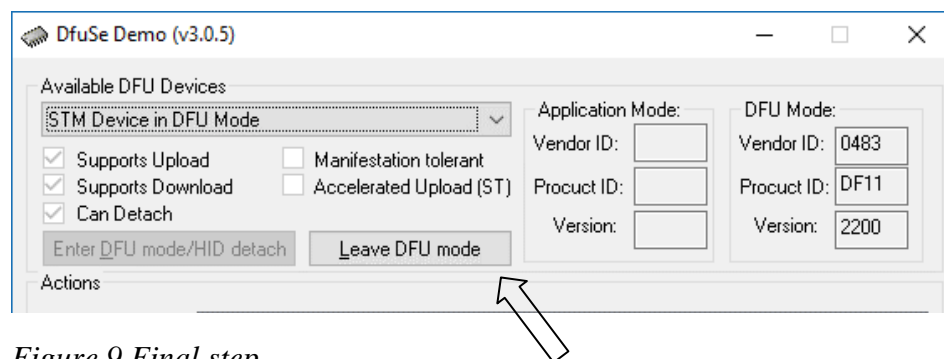 DfuSe Demo (v3.0.5)
Available DFU Devices
STM Device in DFU Mode
Supports Upload
Manifestation tolerant
Supports Download
Accelerated Upload (ST)
Can Detach
Enter DFU mode/HID detach
Leave DFU mode
Application Mode:
Vendor ID:
Procuct ID:
Version:
DFU Mode:
Vendor ID: 0483
Procuct ID: DF11
Version: 2200
Actions
Figure 9 Final step